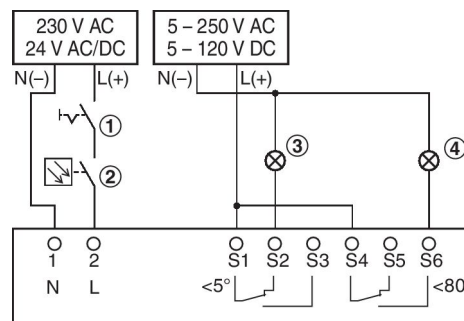 230 V AC
24 V AC/DC
5 – 250 V AC
5 – 120 V DC
N(–) L(+)
N(–) L(+)
1
2
3
4
1 2 S1 S2 S3 S4 S5 S6
N L <5° <80